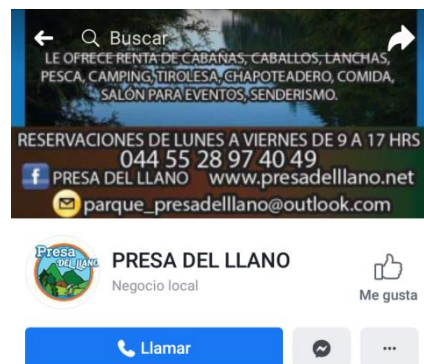 Buscar
LE OFRECE RENTA DE CABAÑAS, CABALLOS, LANCHAS,
PESCA, CAMPING, TIROLESA, CHAPOTEADERO, COMIDA,
SALÓN PARA EVENTOS, SENDERISMO.
RESERVACIONES DE LUNES A VIERNES DE 9 A 17 HRS
044 55 28 97 40 49
f PRESA DEL LLANO www.presadelllano.net
parque_presadelllano@outlook.com
Presa
DEL LLANO
PRESA DEL LLANO
Negocio local
Me gusta
Llamar